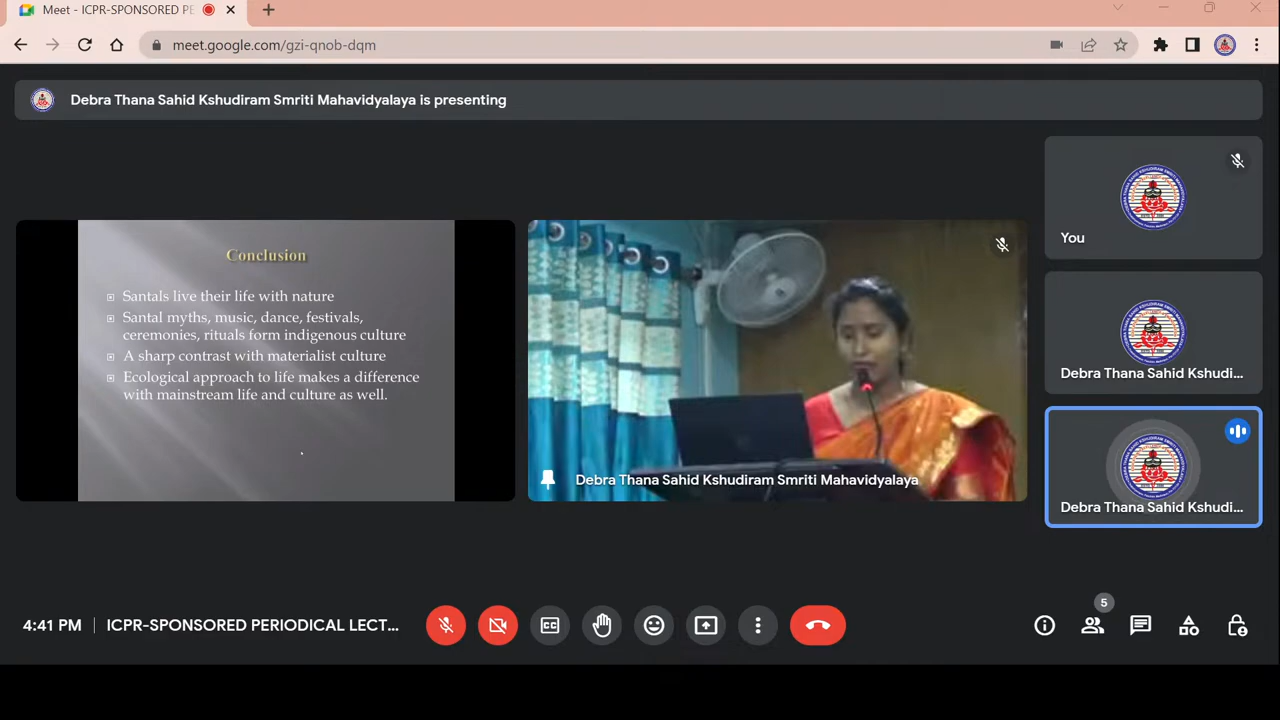 Meet - ICPR-SPONSORED PE
meet.google.com/gzi-qnob-dqm
Debra Thana Sahid Kshudiram Smriti Mahavidyalaya is presenting
Conclusion
Santals live their life with nature
Santal myths, music, dance, festivals,
ceremonies, rituals form indigenous culture
A sharp contrast with materialist culture
Ecological approach to life makes a difference
with mainstream life and culture as well.
Debra Thana Sahid Kshudiram Smriti Mahavidyalaya
You
Debra Thana Sahid Kshudi...
Debra Thana Sahid Kshudi...
4:41 PM
ICPR-SPONSORED PERIODICAL LECT...
CC
5